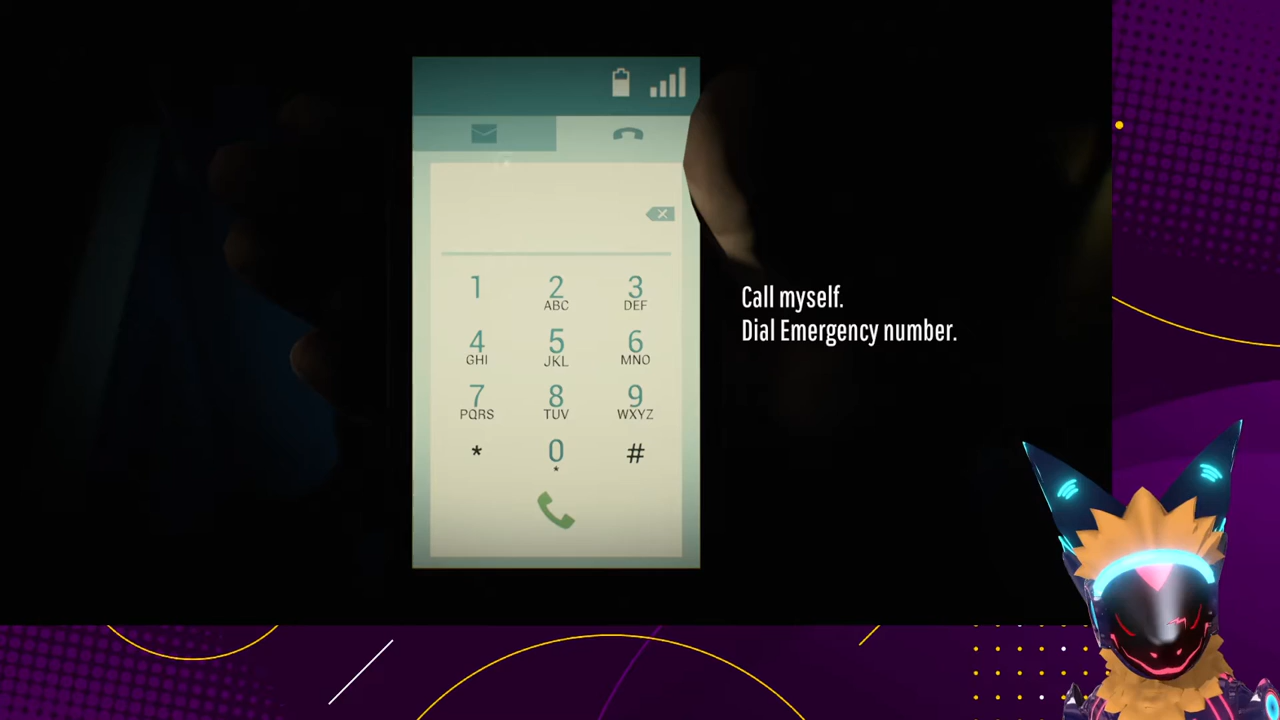 1 2 3
ABC DEF
4 5 6
GHI JKL MNO
7 8 9
PQRS TUV WXYZ
* 0 #
*
Call myself.
Dial Emergency number.